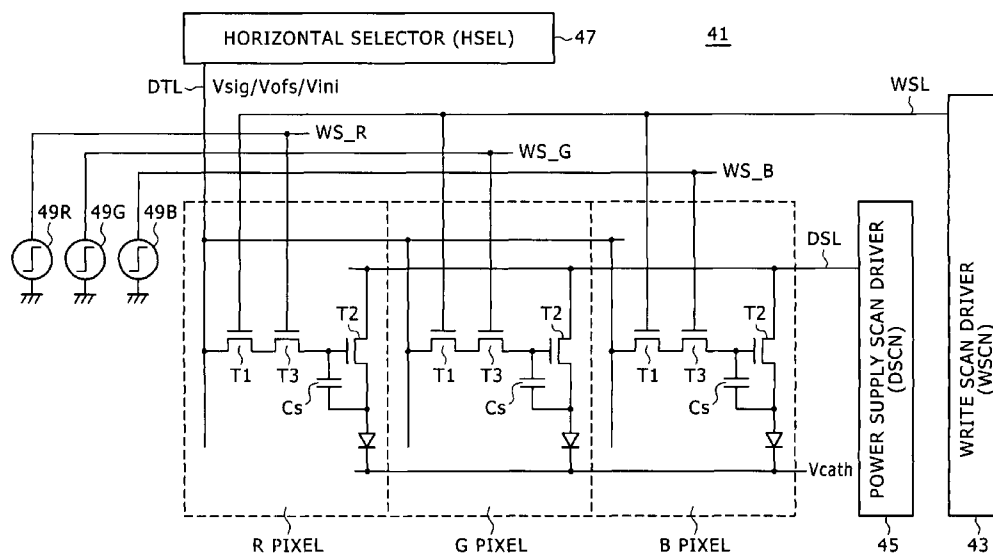 HORIZONTAL SELECTOR (HSEL)
47
41
DTL
Vsig/Vofs/Vini
WSL
WS_R
WS_G
WS_B
49R
49G
49B
DSL
T2
T2
T2
T1
T3
T1
T3
T1
T3
Cs
Cs
Cs
Vcath
POWER SUPPLY SCAN DRIVER
(DSCN)
WRITE SCAN DRIVER
(WSCN)
R PIXEL
G PIXEL
B PIXEL
45
43